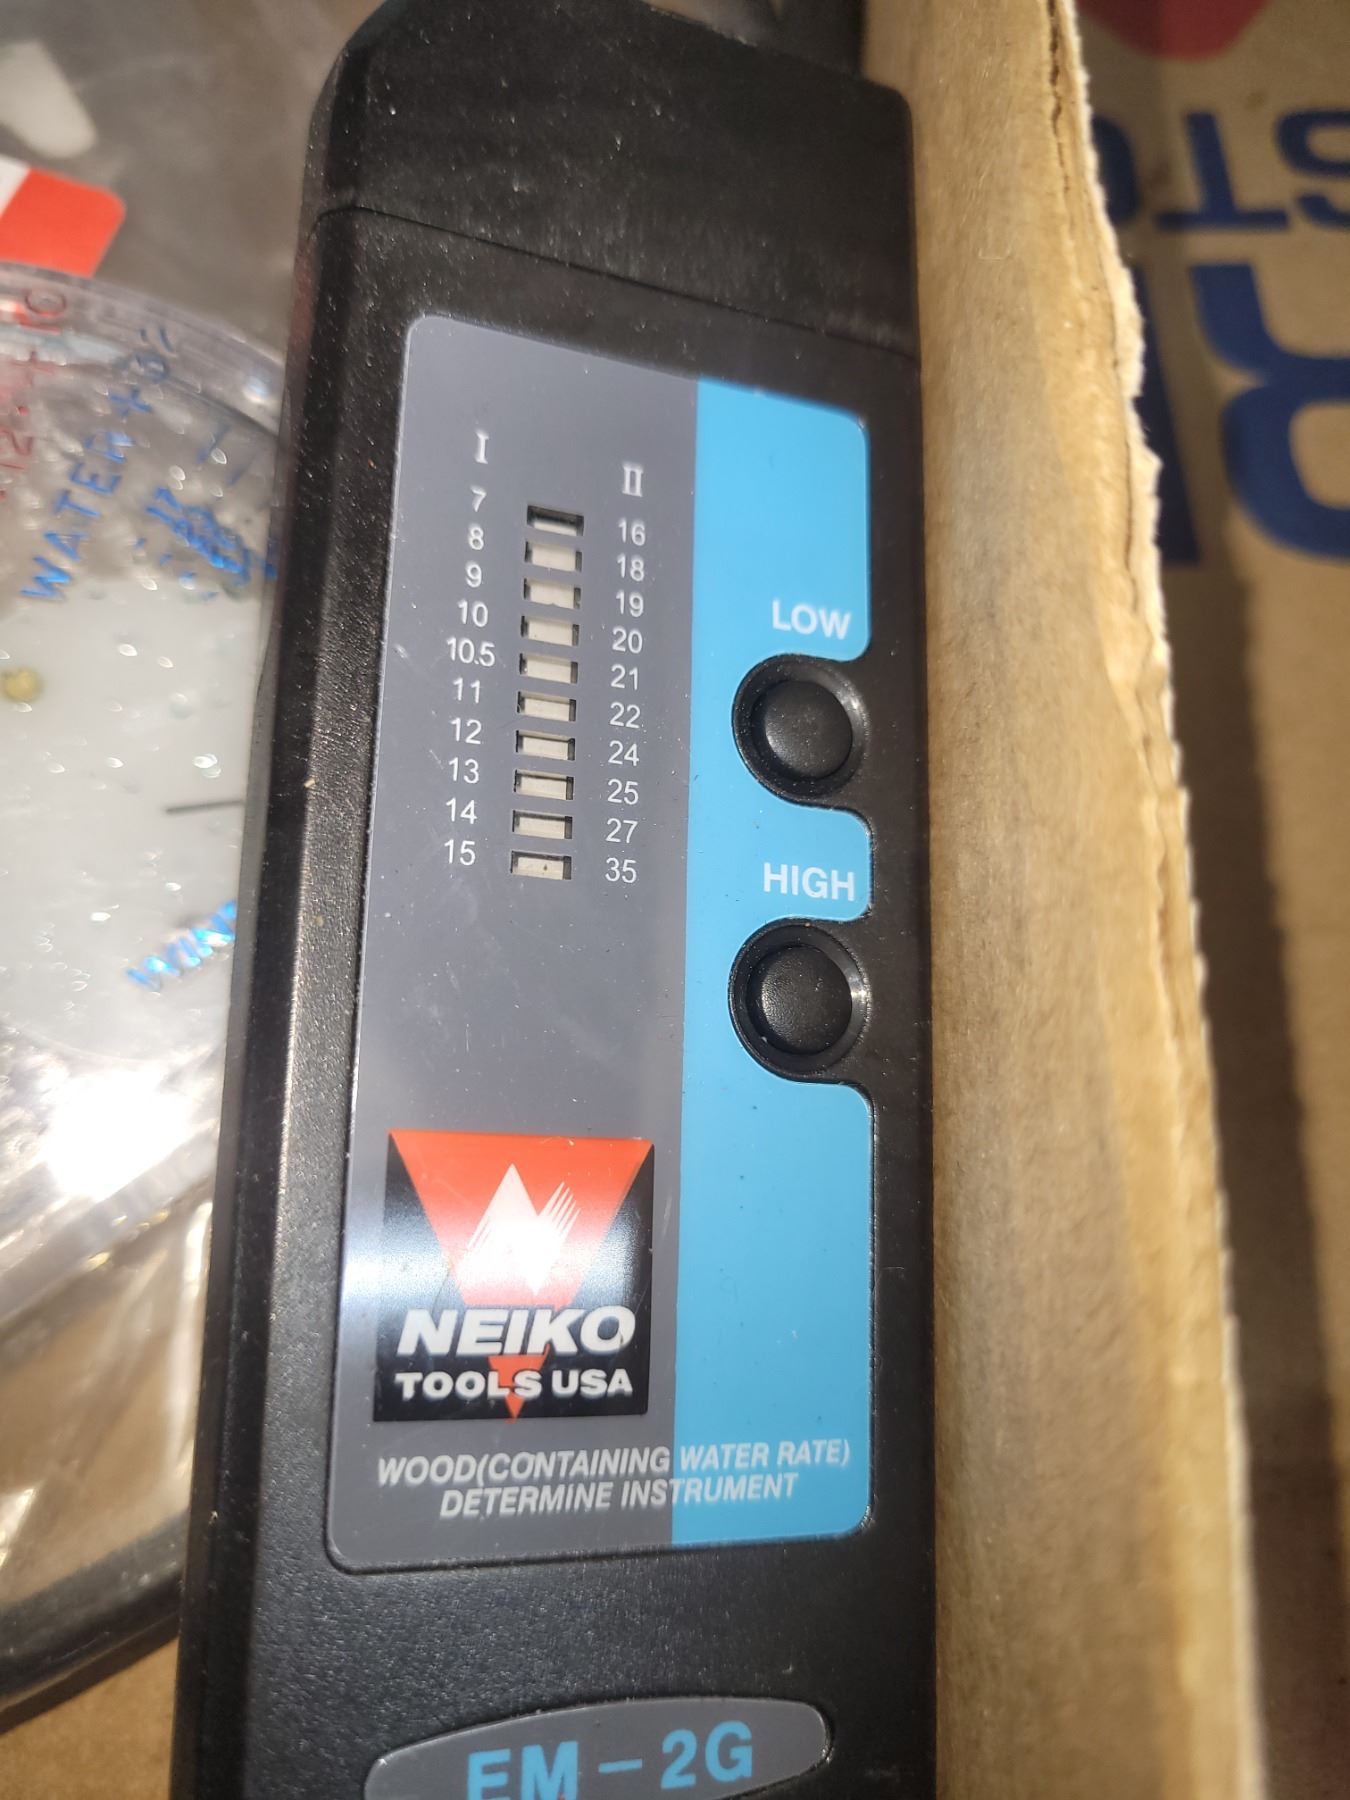 I II
7 16
8 18
9 19
10 20
10.5 21
11 22
12 24
13 25
14 27
15 35
LOW
HIGH
NEIKO
TOOLS USA
WOOD(CONTAINING WATER RATE)
DETERMINE INSTRUMENT
EM-2G
WATER +